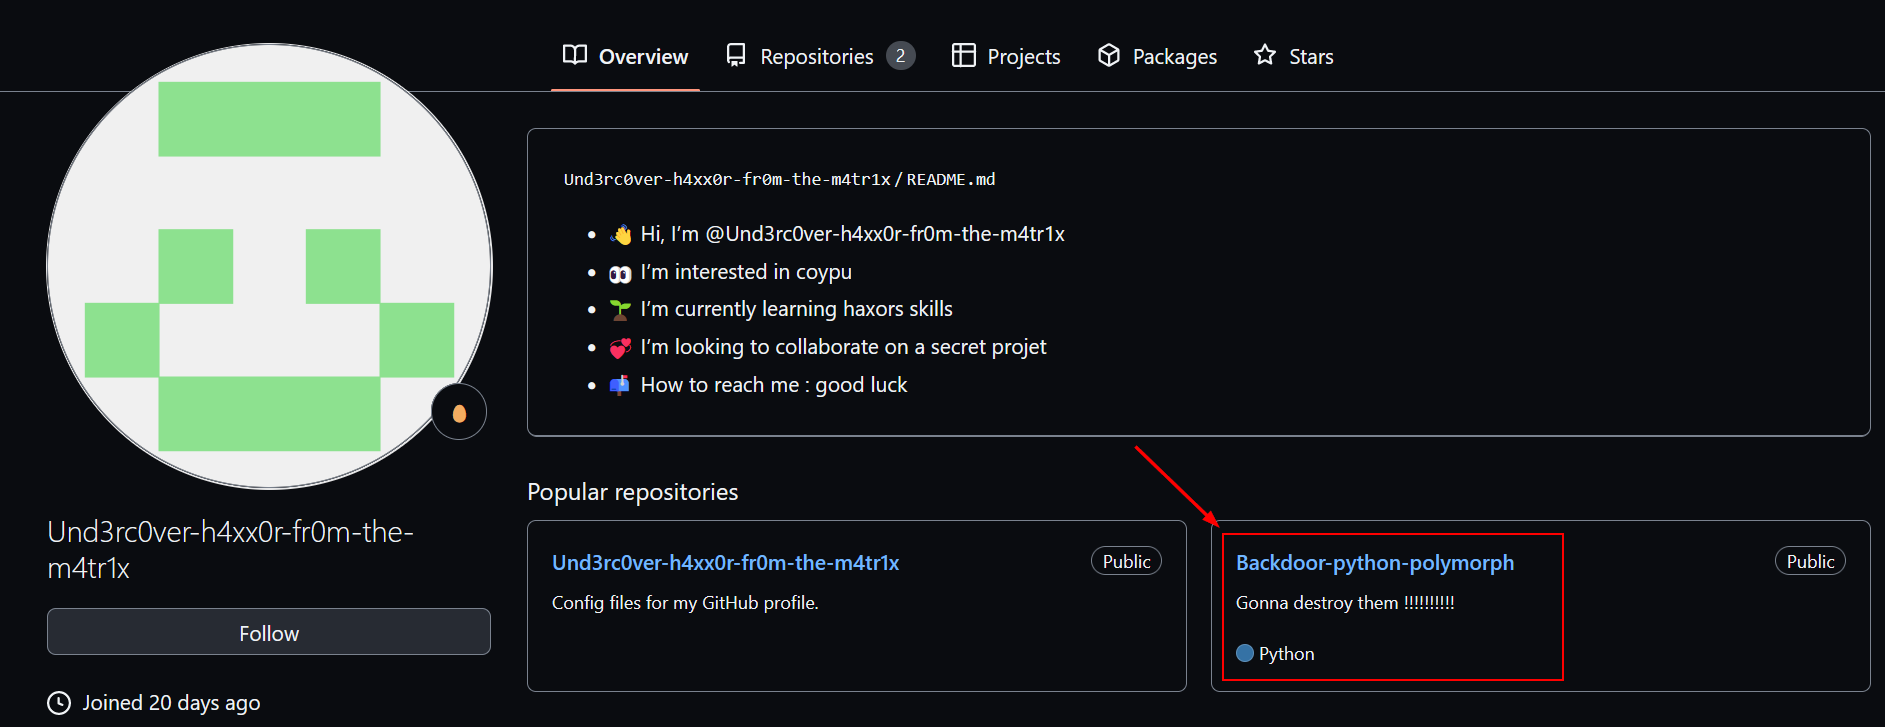 Overview Repositories 2 Projects Packages Stars
Und3rc0ver-h4xx0r-fr0m-the-m4tr1x/README.md
👋 Hi, I’m @Und3rc0ver-h4xx0r-fr0m-the-m4tr1x
👀 I’m interested in coypu
🌱 I’m currently learning haxors skills
💞️ I’m looking to collaborate on a secret projet
📫 How to reach me : good luck
Und3rc0ver-h4xx0r-fr0m-the-
m4tr1x
Follow
Joined 20 days ago
Popular repositories
Und3rc0ver-h4xx0r-fr0m-the-m4tr1x Public
Config files for my GitHub profile.
Backdoor-python-polymorph Public
Gonna destroy them !!!!!!!!!!
Python